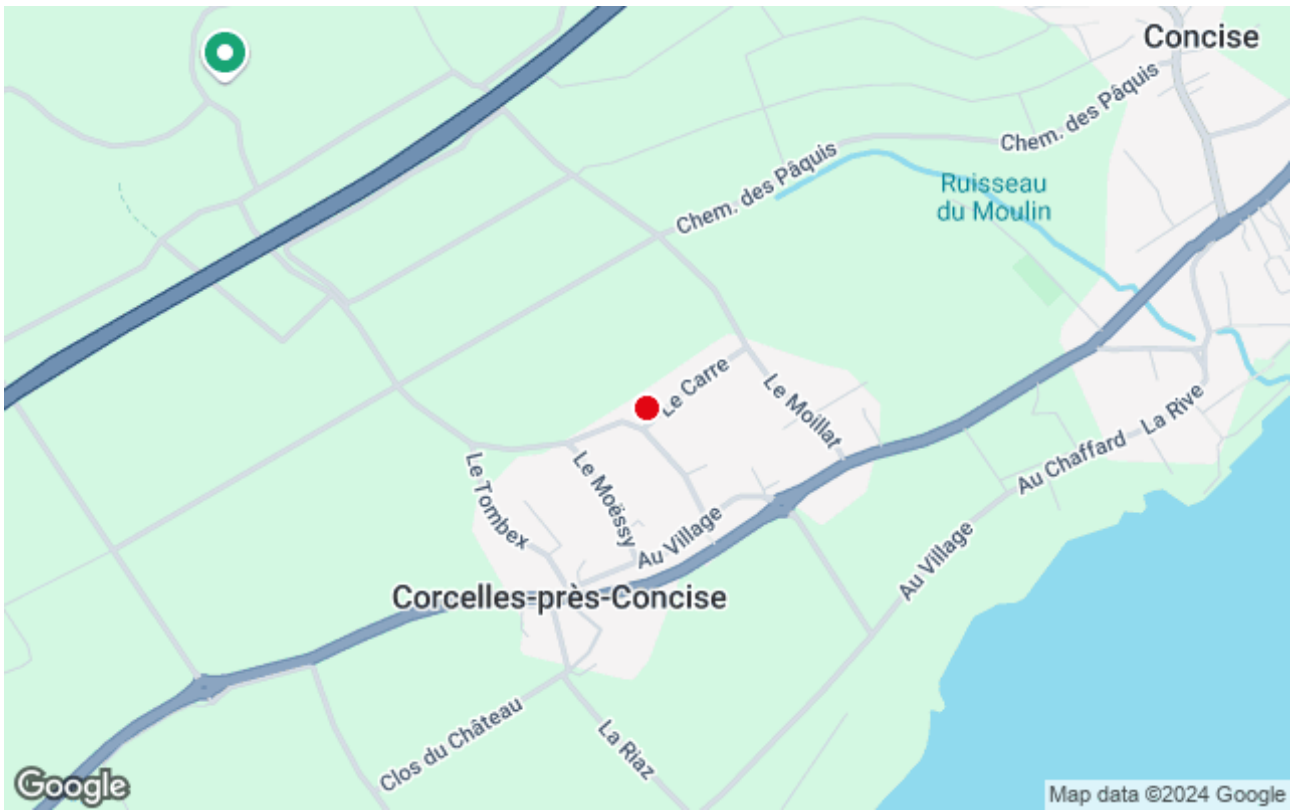 Concise
Chem. des Pâquis
Chem. des Pâquis
Ruisseau
du Moulin
Le Carre
Le Moillat
La Rive
Au Chaffard
Le Tombex
Le Moëssy
Au Village
Au Village
Corcelles-près-Concise
Clos du Château
La Riaz
Google
Map data ©2024 Google